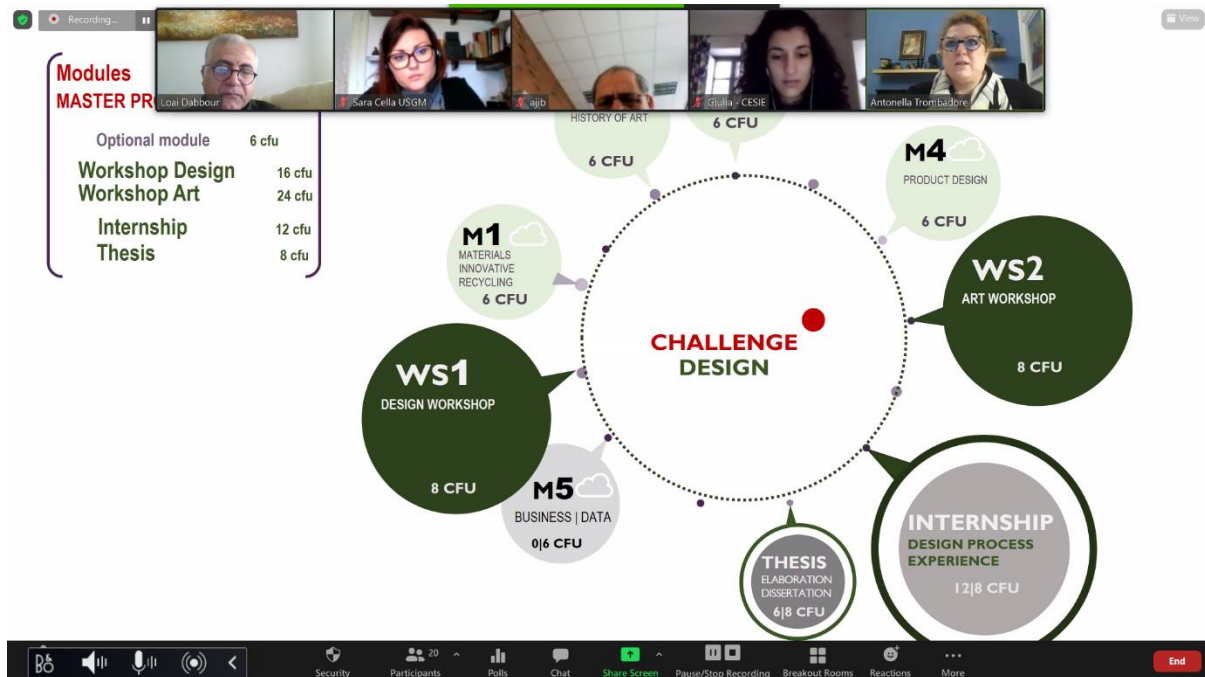 Recording...
View
Loai Dabbour
Sara Cella USGM
ajib
Giulia - CESIE
Antonella Trombadore
Modules
MASTER PR
Optional module 6 cfu
Workshop Design 16 cfu
Workshop Art 24 cfu
Internship 12 cfu
Thesis 8 cfu
HISTORY OF ART
6 CFU
6 CFU
M4
PRODUCT DESIGN
6 CFU
M1
MATERIALS
INNOVATIVE
RECYCLING
6 CFU
WS2
ART WORKSHOP
8 CFU
CHALLENGE
DESIGN
WS1
DESIGN WORKSHOP
8 CFU
M5
BUSINESS | DATA
0|6 CFU
THESIS
ELABORATION
DISSERTATION
6|8 CFU
INTERNSHIP
DESIGN PROCESS
EXPERIENCE
12|8 CFU
Security
Participants 20
Polls
Chat
Share Screen
Pause/Stop Recording
Breakout Rooms
Reactions
More
End